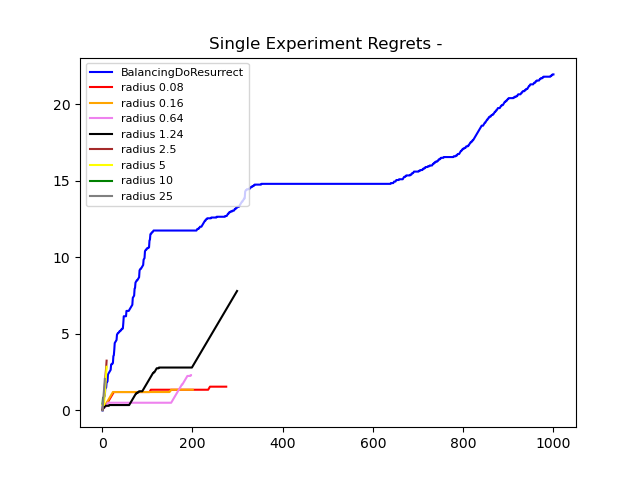 Single Experiment Regrets -
BalancingDoResurrect
radius 0.08
radius 0.16
radius 0.64
radius 1.24
radius 2.5
radius 5
radius 10
radius 25
20
15
10
5
0
0 200 400 600 800 1000